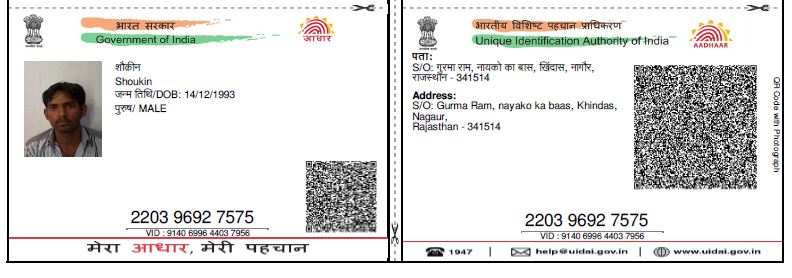 भारत सरकार
Government of India
आधार
शौक़ीन
Shoukin
जन्म तिथि/DOB: 14/12/1993
पुरुष/ MALE
2203 9692 7575
VID : 9140 6996 4403 7956
मेरा आधार, मेरी पहचान
भारतीय विशिष्ट पहचान प्राधिकरण
Unique Identification Authority of India
AADHAAR
पता:
S/O: गुरमा राम, नायको का बास, खिंदास, नागौर,
राजस्थान - 341514
Address:
S/O: Gurma Ram, nayako ka baas, Khindas,
Nagaur,
Rajasthan - 341514
QR Code with Photograph
2203 9692 7575
VID : 9140 6996 4403 7956
1947 | help@uidai.gov.in | www.uidai.gov.in